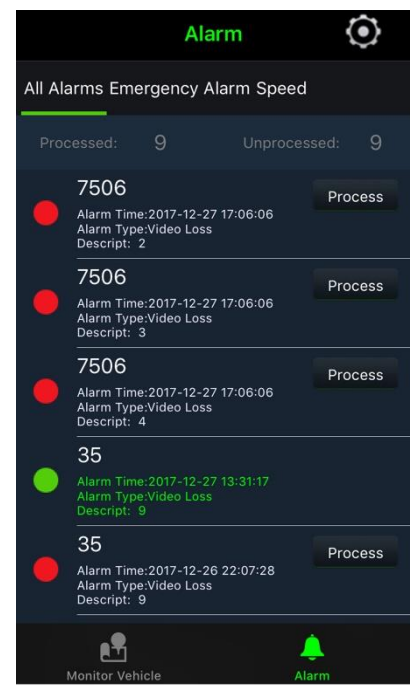 Alarm
All Alarms Emergency Alarm Speed
Processed: 9 Unprocessed: 9
7506
Process
Alarm Time:2017-12-27 17:06:06
Alarm Type:Video Loss
Descript: 2
7506
Process
Alarm Time:2017-12-27 17:06:06
Alarm Type:Video Loss
Descript: 3
7506
Process
Alarm Time:2017-12-27 17:06:06
Alarm Type:Video Loss
Descript: 4
35
Alarm Time:2017-12-27 13:31:17
Alarm Type:Video Loss
Descript: 9
35
Process
Alarm Time:2017-12-26 22:07:28
Alarm Type:Video Loss
Descript: 9
Monitor Vehicle Alarm